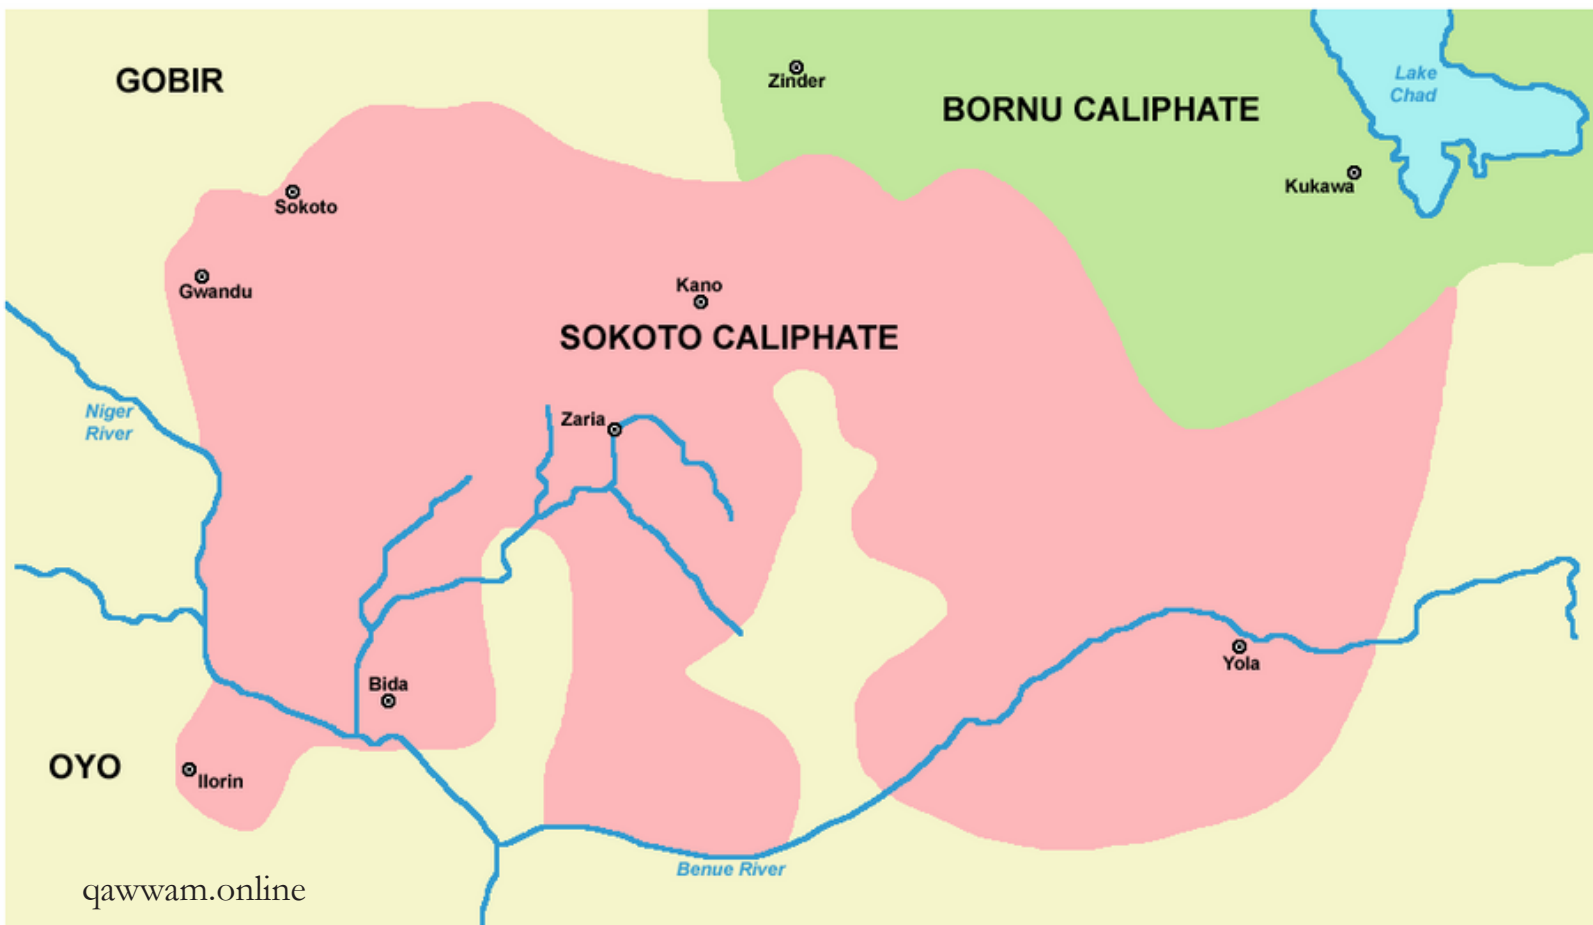 GOBIR
Zinder
BORNU CALIPHATE
Lake
Chad
Kukawa
Sokoto
Gwandu
Kano
SOKOTO CALIPHATE
Niger
River
Zaria
Yola
Bida
OYO
Ilorin
Benue River
qawwam.online